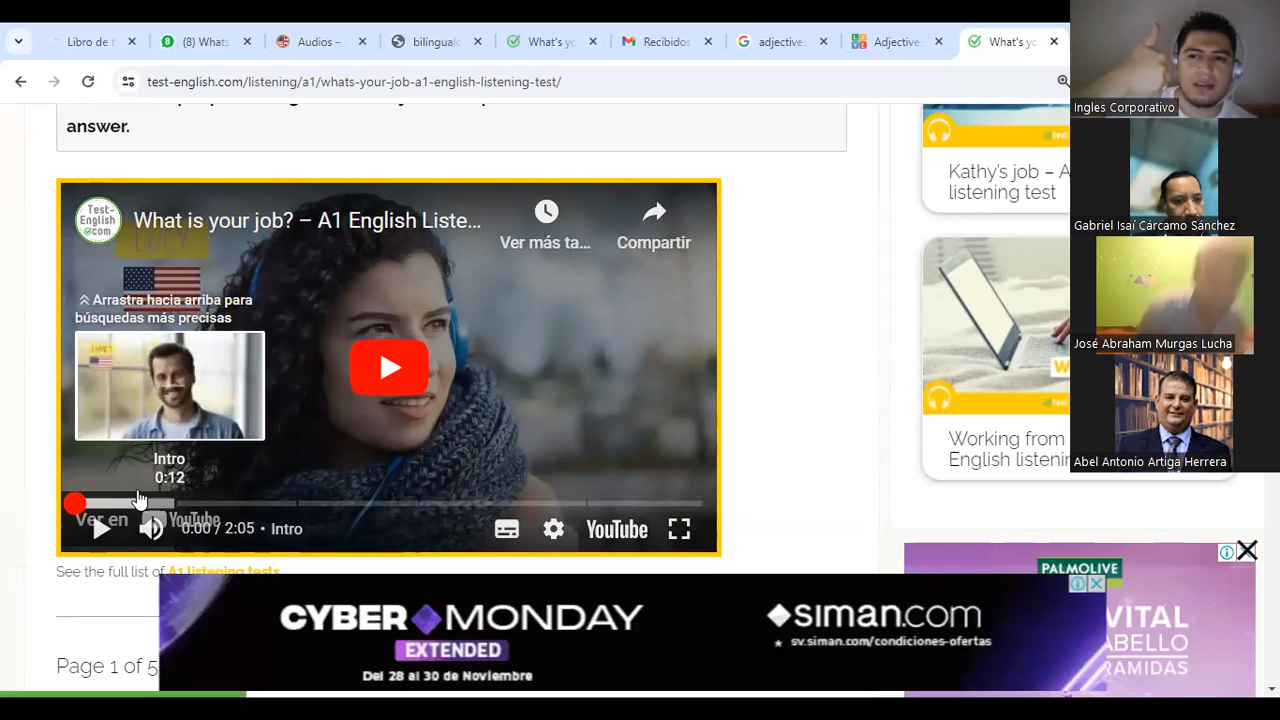 Libro de t
(8) Whats
Audios –
bilingual
What's yo
Recibidos
adjectives
Adjective
What's yo
test-english.com/listening/a1/whats-your-job-a1-english-listening-test/
answer.
Test-
English
.com
What is your job? – A1 English Liste...
Ver más ta...
Compartir
LUCY
Arrastra hacia arriba para
búsquedas más precisas
Intro
0:12
Ver en YouTube
0:00 / 2:05 • Intro
YouTube
See the full list of A1 listening tests
Page 1 of 5
Kathy's job – A
listening test
Working from
English listenin
CYBER MONDAY
EXTENDED
Del 28 al 30 de Noviembre
siman.com
★ sv.siman.com/condiciones-ofertas
PALMOLIVE
VITAL
ABELLO
RAMIDAS
Ingles Corporativo
Gabriel Isaí Cárcamo Sánchez
José Abraham Murgas Lucha
Abel Antonio Artiga Herrera